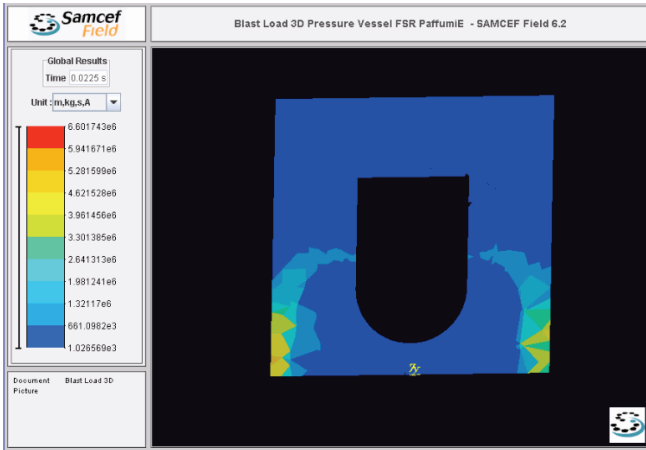 Samcef
Field
Blast Load 3D Pressure Vessel FSR PaffumiE - SAMCEF Field 6.2
Global Results
Time 0.0225 s
Unit : m,kg,s,A
6.601743e6
5.941671e6
5.281599e6
4.621528e6
3.961456e6
3.301385e6
2.641313e6
1.981241e6
1.32117e6
661.0982e3
1.026569e3
Document Blast Load 3D
Picture